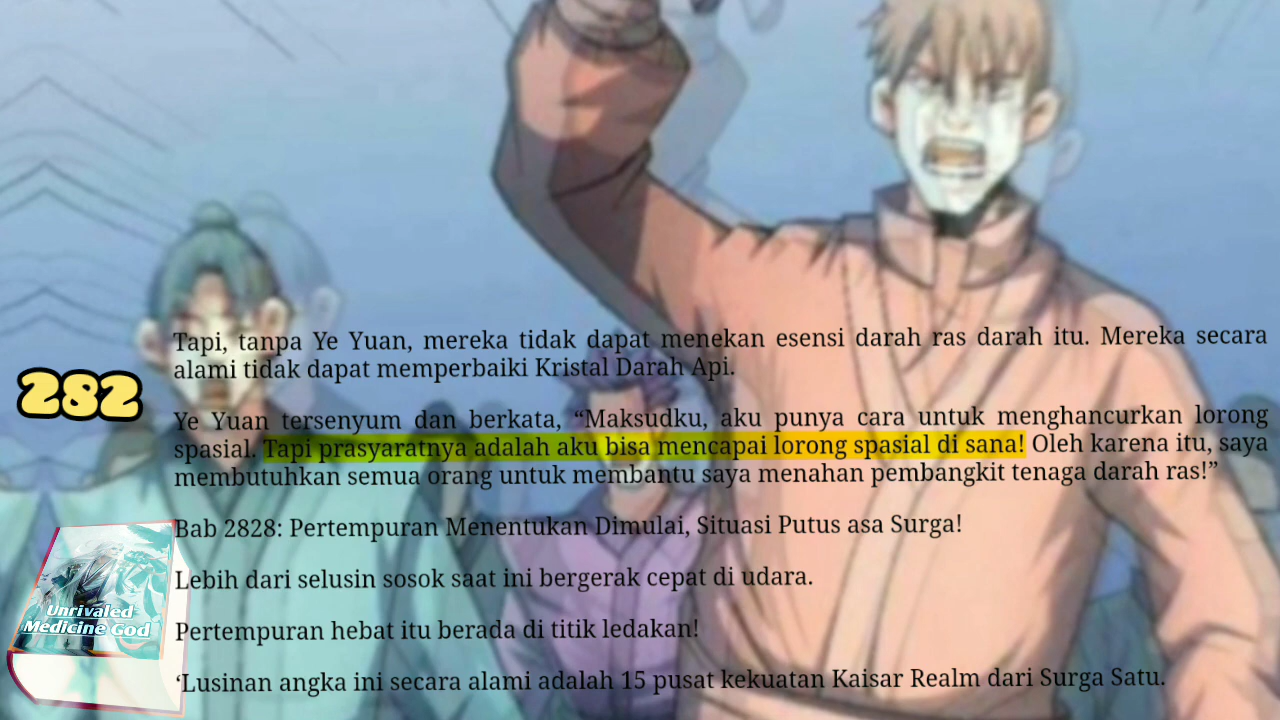 Tapi, tanpa Ye Yuan, mereka tidak dapat menekan esensi darah ras darah itu. Mereka secara
alami tidak dapat memperbaiki Kristal Darah Api.
282
Ye Yuan tersenyum dan berkata, “Maksudku, aku punya cara untuk menghancurkan lorong
spasial. Tapi prasyaratnya adalah aku bisa mencapai lorong spasial di sana! Oleh karena itu, saya
membutuhkan semua orang untuk membantu saya menahan pembangkit tenaga darah ras!”
Bab 2828: Pertempuran Menentukan Dimulai, Situasi Putus asa Surga!
Lebih dari selusin sosok saat ini bergerak cepat di udara.
Unrivaled
Medicine God
Pertempuran hebat itu berada di titik ledakan!
‘Lusinan angka ini secara alami adalah 15 pusat kekuatan Kaisar Realm dari Surga Satu.